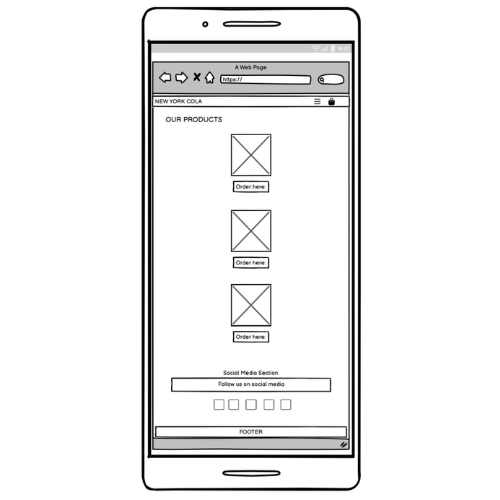 A Web Page
https://
NEW YORK COLA
OUR PRODUCTS
Order here:
Order here:
Order here:
Social Media Section
Follow us on social media
FOOTER